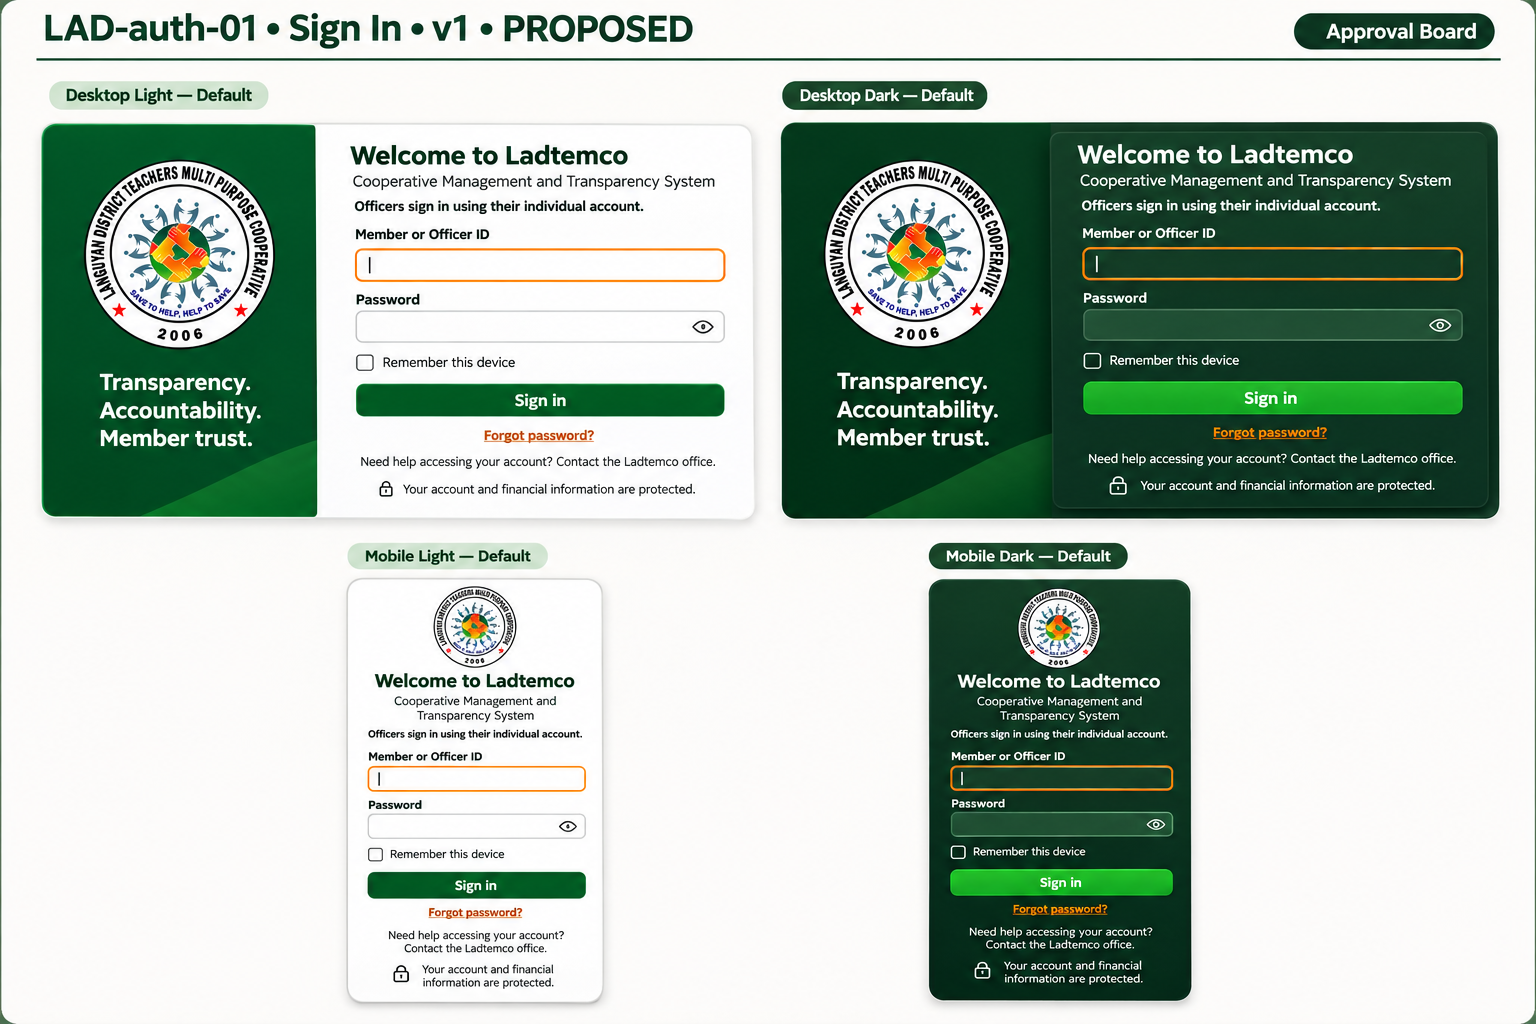 LAD-auth-01 • Sign In • v1 • PROPOSED
Approval Board
Desktop Light — Default
LANGUYAN DISTRICT TEACHERS MULTI PURPOSE COOPERATIVE
SAVE TO HELP, HELP TO SAVE
2006
Transparency.
Accountability.
Member trust.
Welcome to Ladtemco
Cooperative Management and Transparency System
Officers sign in using their individual account.
Member or Officer ID
Password
Remember this device
Sign in
Forgot password?
Need help accessing your account? Contact the Ladtemco office.
Your account and financial information are protected.
Desktop Dark — Default
LANGUYAN DISTRICT TEACHERS MULTI PURPOSE COOPERATIVE
SAVE TO HELP, HELP TO SAVE
2006
Transparency.
Accountability.
Member trust.
Welcome to Ladtemco
Cooperative Management and Transparency System
Officers sign in using their individual account.
Member or Officer ID
Password
Remember this device
Sign in
Forgot password?
Need help accessing your account? Contact the Ladtemco office.
Your account and financial information are protected.
Mobile Light — Default
2006
Welcome to Ladtemco
Cooperative Management and
Transparency System
Officers sign in using their individual account.
Member or Officer ID
Password
Remember this device
Sign in
Forgot password?
Need help accessing your account?
Contact the Ladtemco office.
Your account and financial
information are protected.
Mobile Dark — Default
2006
Welcome to Ladtemco
Cooperative Management and
Transparency System
Officers sign in using their individual account.
Member or Officer ID
Password
Remember this device
Sign in
Forgot password?
Need help accessing your account?
Contact the Ladtemco office.
Your account and financial
information are protected.